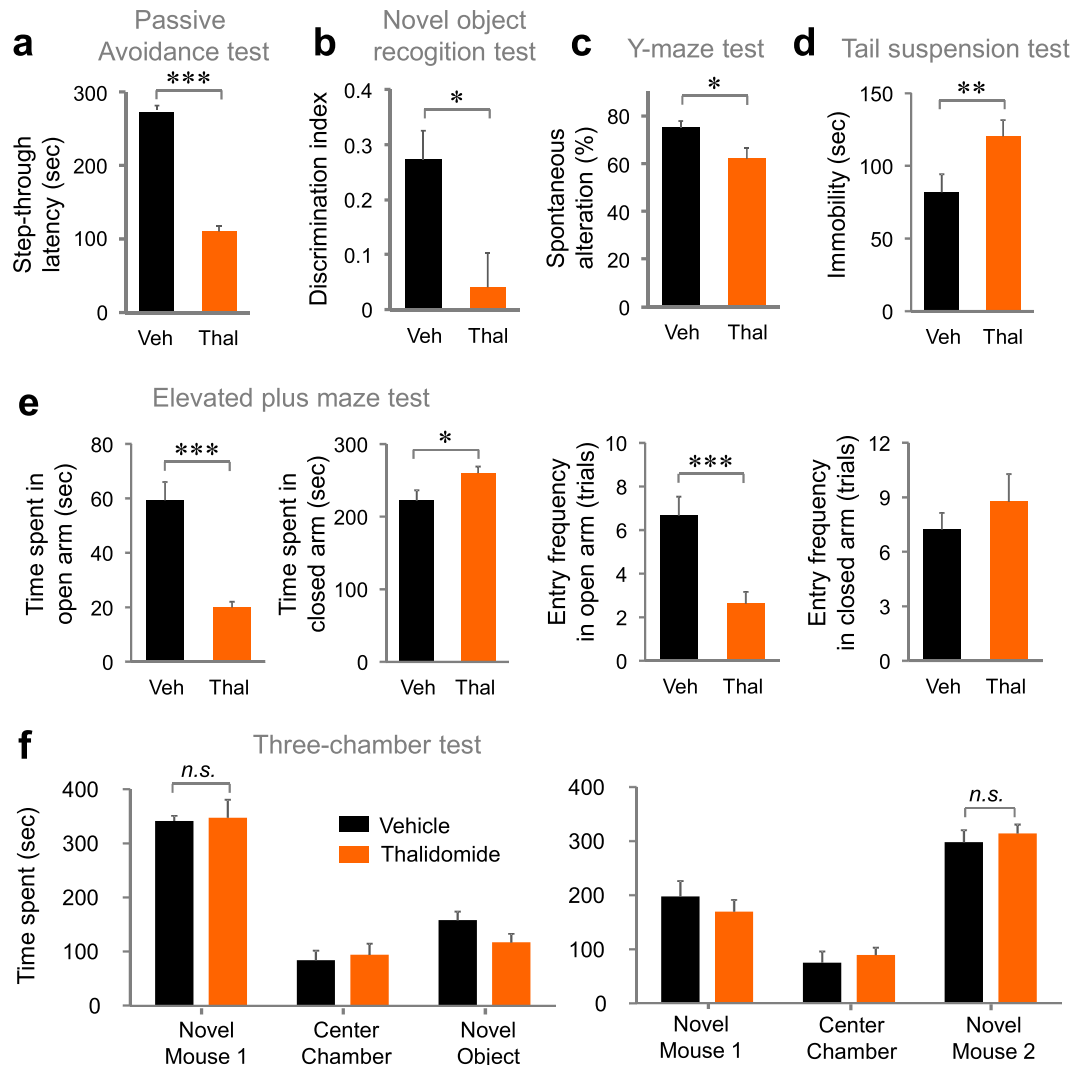 a
Passive
Avoidance test
***
Step-through
latency (sec)
300
200
100
0
Veh
Thal
b
Novel object
recogition test
*
Discrimination index
0.4
0.3
0.2
0.1
0
Veh
Thal
c
Y-maze test
*
Spontaneous
alteration (%)
80
60
40
20
0
Veh
Thal
d
Tail suspension test
**
Immobility (sec)
150
100
50
0
Veh
Thal
e
Elevated plus maze test
***
Time spent in
open arm (sec)
80
60
40
20
0
Veh
Thal
*
Time spent in
closed arm (sec)
300
200
100
0
Veh
Thal
***
Entry frequency
in open arm (trials)
10
8
6
4
2
0
Veh
Thal
Entry frequency
in closed arm (trials)
12
9
6
3
0
Veh
Thal
f
Three-chamber test
n.s.
Time spent (sec)
400
300
200
100
0
Vehicle
Thalidomide
Novel
Mouse 1
Center
Chamber
Novel
Object
n.s.
400
300
200
100
0
Novel
Mouse 1
Center
Chamber
Novel
Mouse 2